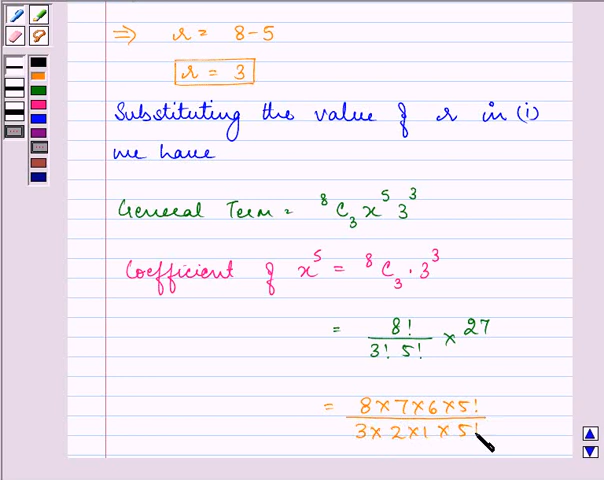 ⇒ r = 8-5
r = 3
Substituting the value of r in (i)
we have
General Term = ⁸C₃ x⁵ 3³
Coefficient of x⁵ = ⁸C₃ · 3³
= 8! / 3! 5! × 27
= 8×7×6×5! / 3×2×1×5!